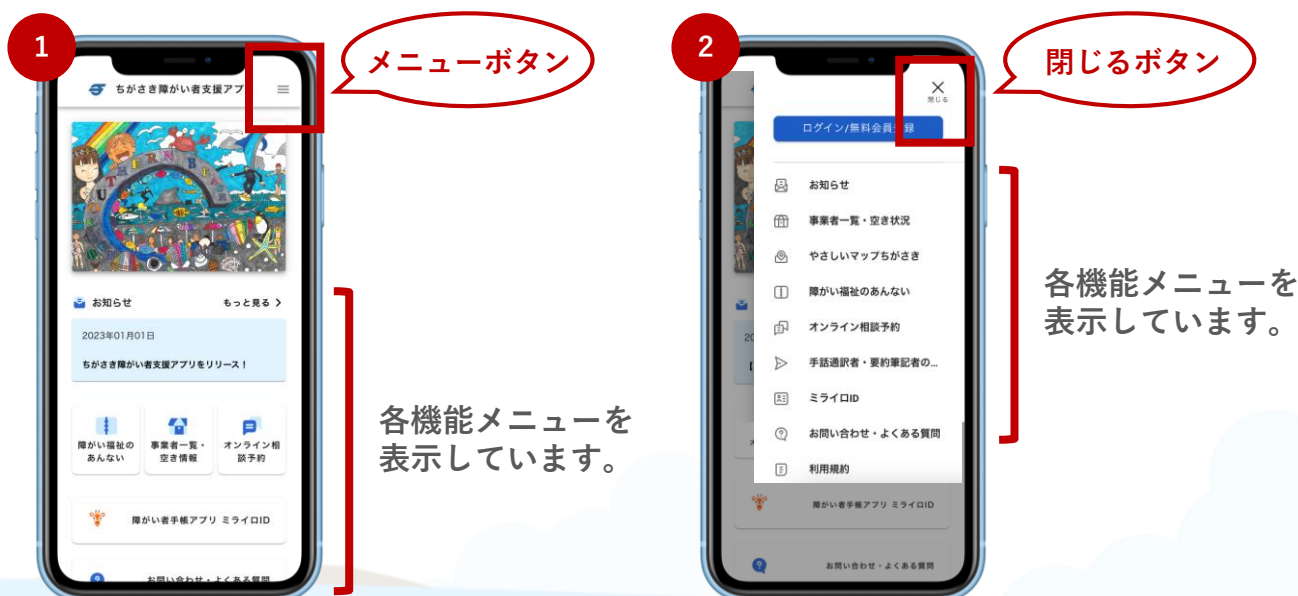 1
メニューボタン
ちがさき障がい者支援アプ
お知らせ
もっと見る
2023年01月01日
ちがさき障がい者支援アプリをリリース！
障がい福祉の
あんない
事業者一覧・
空き情報
オンライン相
談予約
障がい者手帳アプリ ミライロID
お問い合わせ・よくある質問
各機能メニューを
表示しています。
2
閉じるボタン
閉じる
ログイン/無料会員登録
お知らせ
事業者一覧・空き状況
やさしいマップちがさき
障がい福祉のあんない
オンライン相談予約
手話通訳者・要約筆記者の...
ミライロID
お問い合わせ・よくある質問
利用規約
障がい者手帳アプリ ミライロID
お問い合わせ・よくある質問
各機能メニューを
表示しています。